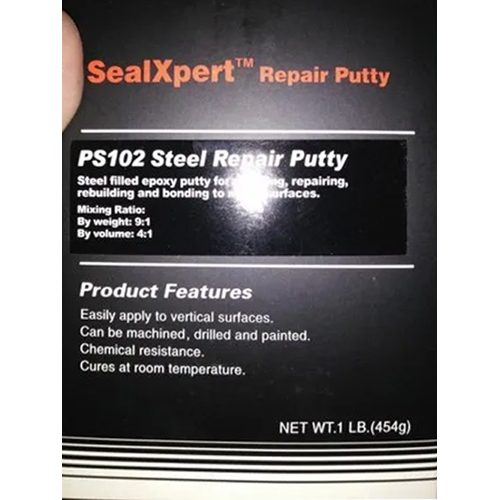 SealXpert™ Repair Putty
PS102 Steel Repair Putty
Steel filled epoxy putty for repairing,
rebuilding and bonding to surfaces.
Mixing Ratio:
By weight: 9:1
By volume: 4:1
Product Features
Easily apply to vertical surfaces.
Can be machined, drilled and painted.
Chemical resistance.
Cures at room temperature.
NET WT.1 LB.(454g)